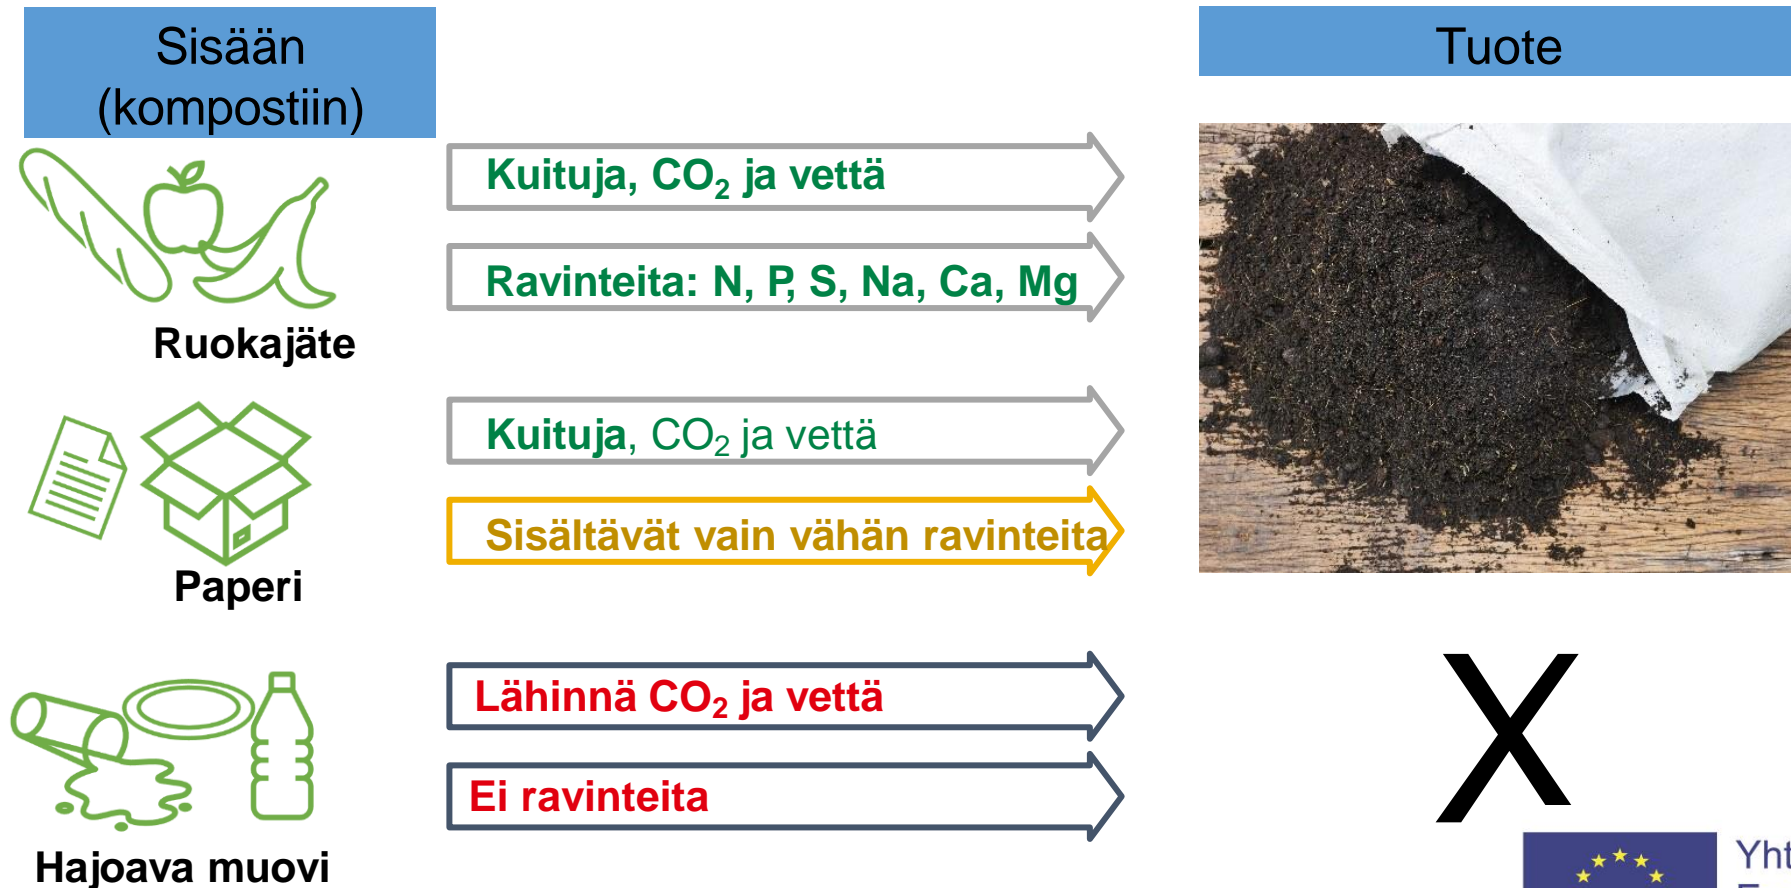 Sisään
(kompostiin)
Tuote
Kuituja, CO₂ ja vettä
Ravinteita: N, P, S, Na, Ca, Mg
Ruokajäte
Kuituja, CO₂ ja vettä
Sisältävät vain vähän ravinteita
Paperi
Lähinnä CO₂ ja vettä
Ei ravinteita
X
Hajoava muovi